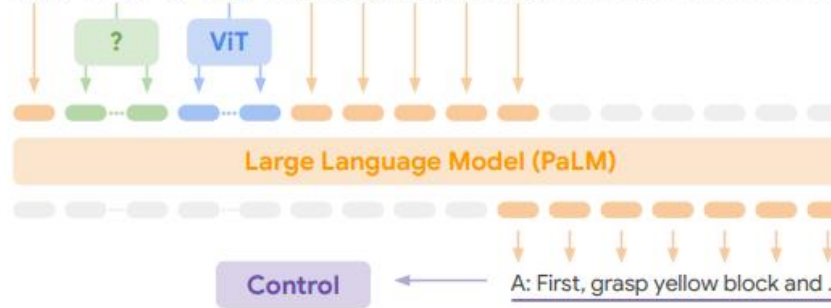 ? ViT
Large Language Model (PaLM)
Control A: First, grasp yellow block and .